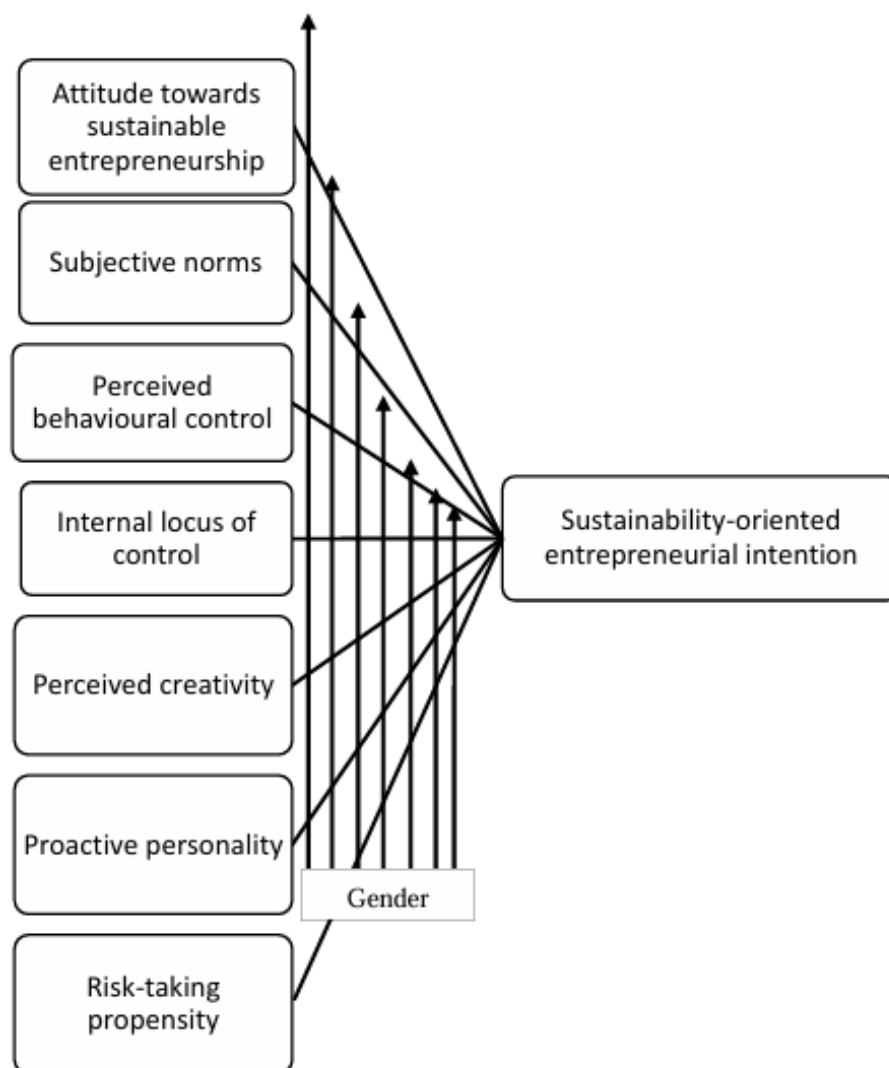 Attitude towards
sustainable
entrepreneurship
Subjective norms
Perceived
behavioural control
Internal locus of
control
Perceived creativity
Proactive personality
Risk-taking
propensity
Gender
Sustainability-oriented
entrepreneurial intention